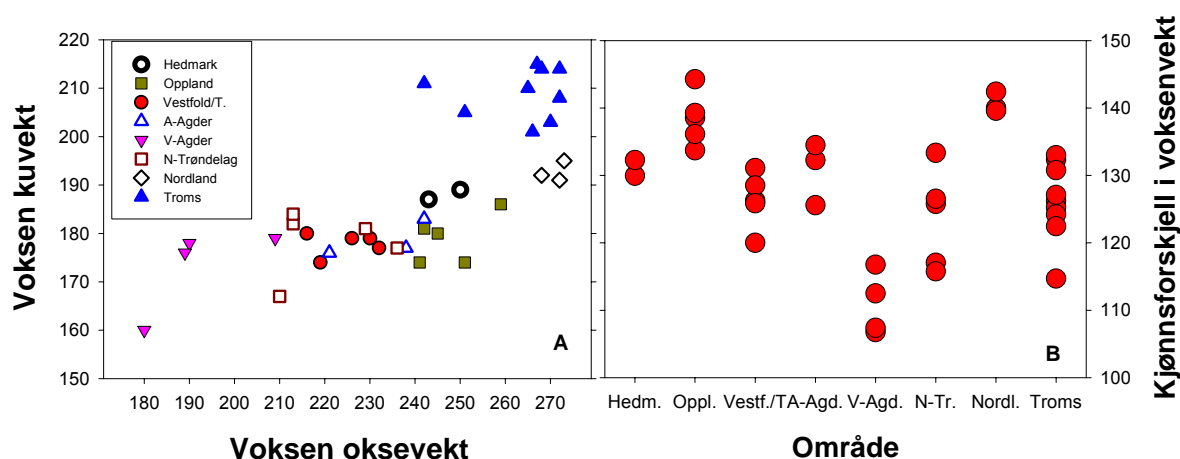 220
210
200
190
180
170
160
150
Voksen kuvekt
Hedmark
Oppland
Vestfold/T.
A-Agder
V-Agder
N-Trøndelag
Nordland
Troms
A
180 190 200 210 220 230 240 250 260 270
Voksen oksevekt
150
140
130
120
110
100
Kjønnsforskjell i voksenvekt
B
Hedm. Oppl. Vestf./TA-Agd. V-Agd. N-Tr. Nordl. Troms
Område